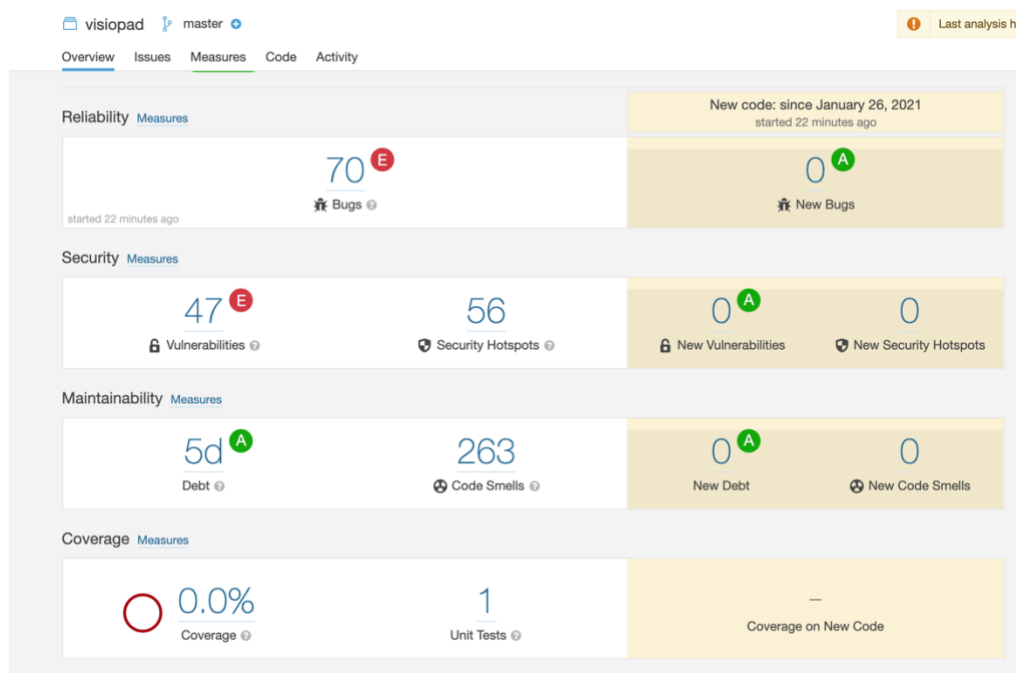 visiopad master
Last analysis h
Overview Issues Measures Code Activity
Reliability Measures
New code: since January 26, 2021
started 22 minutes ago
70 E
Bugs ?
started 22 minutes ago
0 A
New Bugs
Security Measures
47 E
Vulnerabilities ?
56
Security Hotspots ?
0 A
New Vulnerabilities
0
New Security Hotspots
Maintainability Measures
5d A
Debt ?
263
Code Smells ?
0 A
New Debt
0
New Code Smells
Coverage Measures
0.0%
Coverage ?
1
Unit Tests ?
—
Coverage on New Code